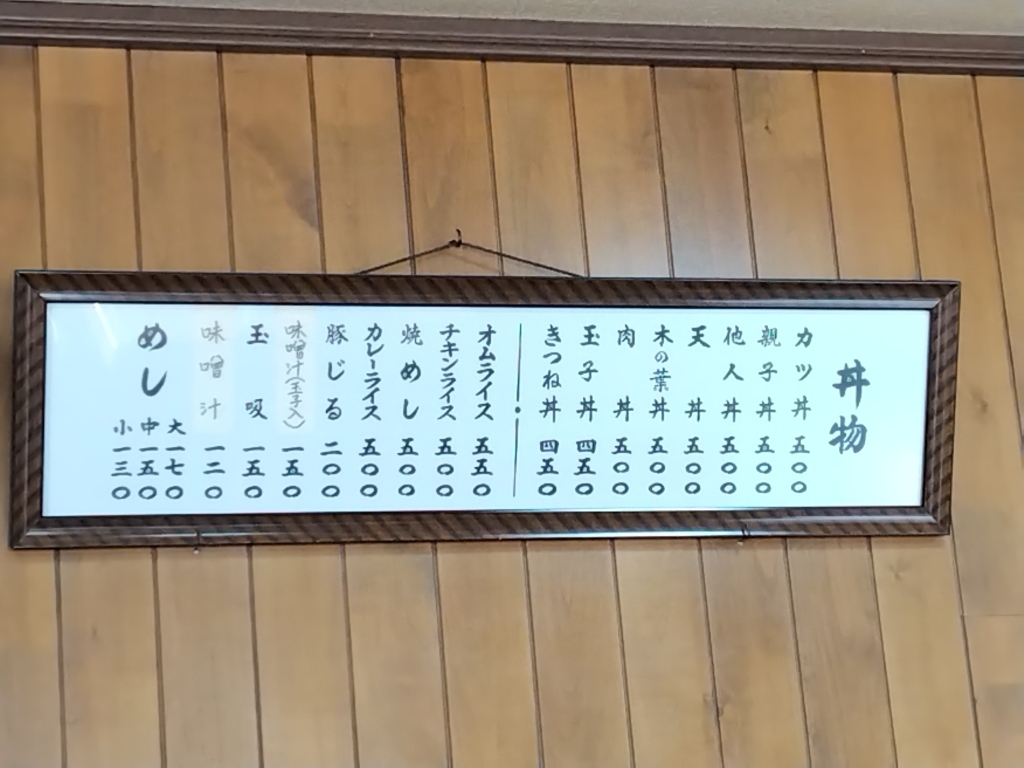 丼物
カツ丼 五〇〇
親子丼 五〇〇
他人丼 五〇〇
天丼 五〇〇
木の葉丼 五〇〇
肉丼 五〇〇
玉子丼 四五〇
きつね丼 四五〇
オムライス 五五〇
チキンライス 五〇〇
焼めし 五〇〇
カレーライス 五〇〇
豚じる 二〇〇
味噌汁(玉子入) 一五〇
玉吸 一五〇
味噌汁 一二〇
めし
大 一七〇
中 一五〇
小 一三〇